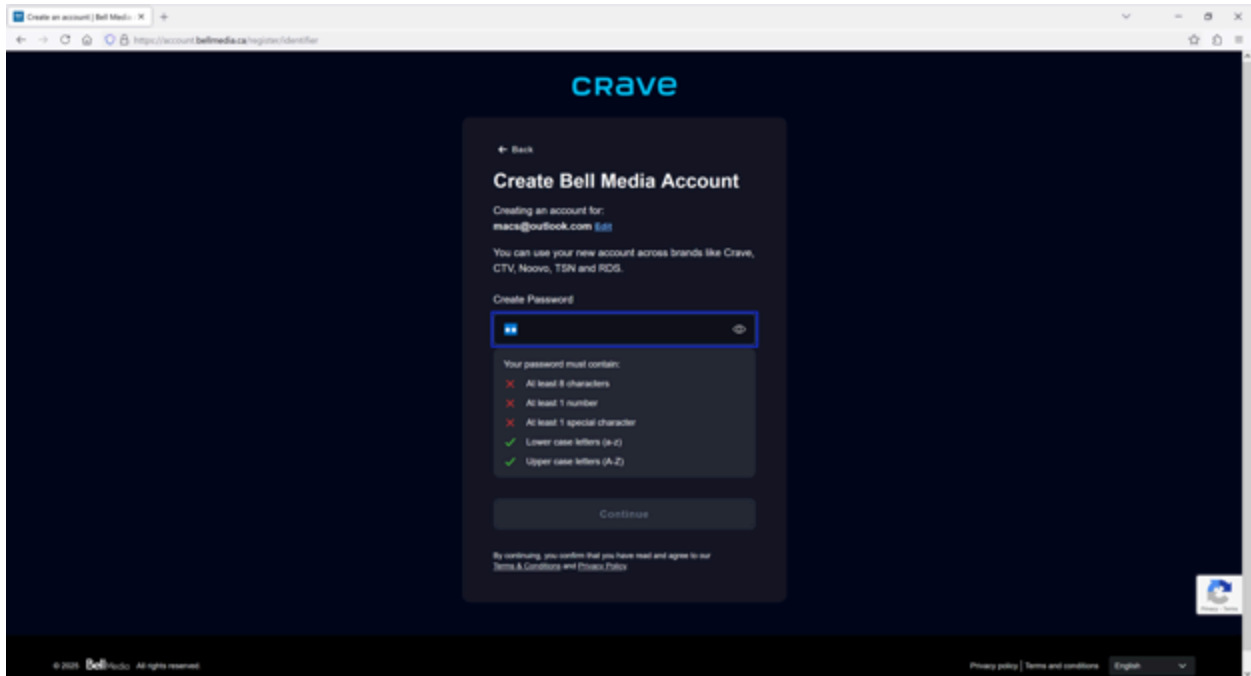 Create an account | Bell Media
https://account.bellmedia.ca/register/identifier
crave
Back
Create Bell Media Account
Creating an account for:
macs@outlook.com Edit
You can use your new account across brands like Crave,
CTV, Noovo, TSN and RDS.
Create Password
Your password must contain:
At least 8 characters
At least 1 number
At least 1 special character
Lower case letters (a-z)
Upper case letters (A-Z)
Continue
By continuing, you confirm that you have read and agree to our
Terms & Conditions and Privacy Policy
Privacy - Terms
© 2025 Bell Media All rights reserved.
Privacy policy | Terms and conditions English